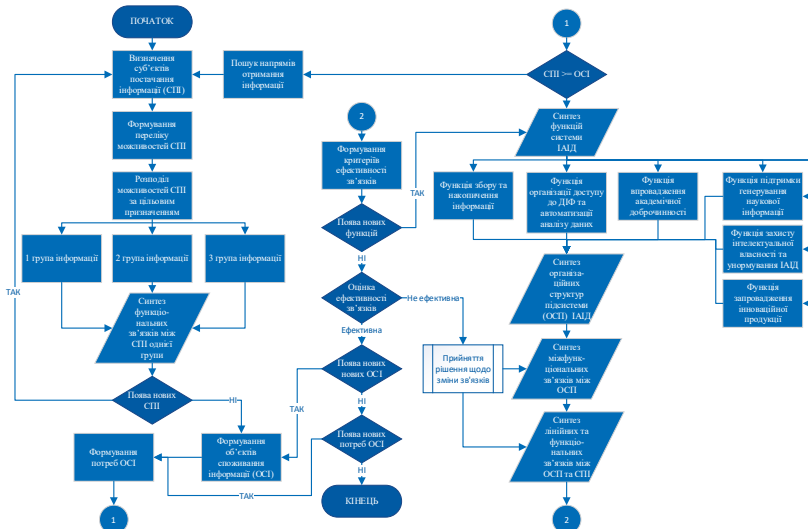 ПОЧАТОК
Визначення
суб’єктів
постачання
інформації (СПІ)
Пошук напрямів
отримання
інформації
Формування
переліку
можливостей СПІ
Розподіл
можливостей СПІ
за цільовим
призначенням
1 група інформації
2 група інформації
3 група інформації
ТАК
Синтез
функціо-
нальних
зв’язків між
СПІ однієї
групи
Поява нових
СПІ
НІ
Формування
потреб ОСІ
Формування
об’єктів
споживання
інформації (ОСІ)
1
2
Формування
критеріїв
ефективності
зв’язків
ТАК
Поява нових
функцій
НІ
Оцінка
ефективності
зв’язків
Не ефективна
Ефективна
Поява нових
нових ОСІ
ТАК
НІ
Поява нових
потреб ОСІ
ТАК
НІ
КІНЕЦЬ
Прийняття
рішення щодо
зміни зв’язків
1
СПІ >= ОСІ
Синтез
функцій
системи
ІАІД
Функція збору та
накопичення
інформації
Функція
організації доступу
до ДІФ та
автоматизації
аналізу даних
Функція
впровадження
академічної
доброчинності
Функція підтримки
генерування
наукової
інформації
Функція захисту
інтелектуальної
власності та
унормування ІАІД
Функція
запровадження
інноваційної
продукції
Синтез
організа-
ційних
структур
підсистеми
(ОСП) ІАІД
Синтез
міжфунк-
ціональних
зв’язків між
ОСП
Синтез
лінійних та
функціо-
нальних
зв’язків між
ОСП та СПІ
2